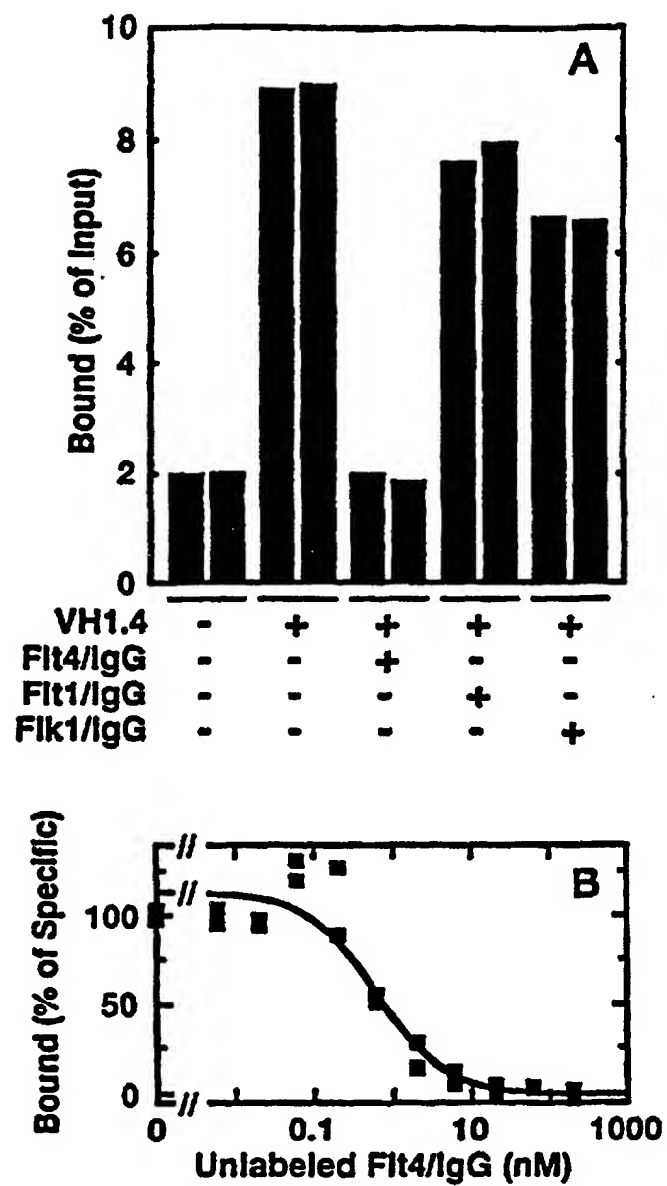 10
A
8
6
4
2
0
Bound (% of Input)
VH1.4 - + + + +
Flt4/IgG - - + - -
Flt1/IgG - - - + -
Flk1/IgG - - - - +
B
100
50
0
Bound (% of Specific)
0 0.1 10 1000
Unlabeled Flt4/IgG (nM)